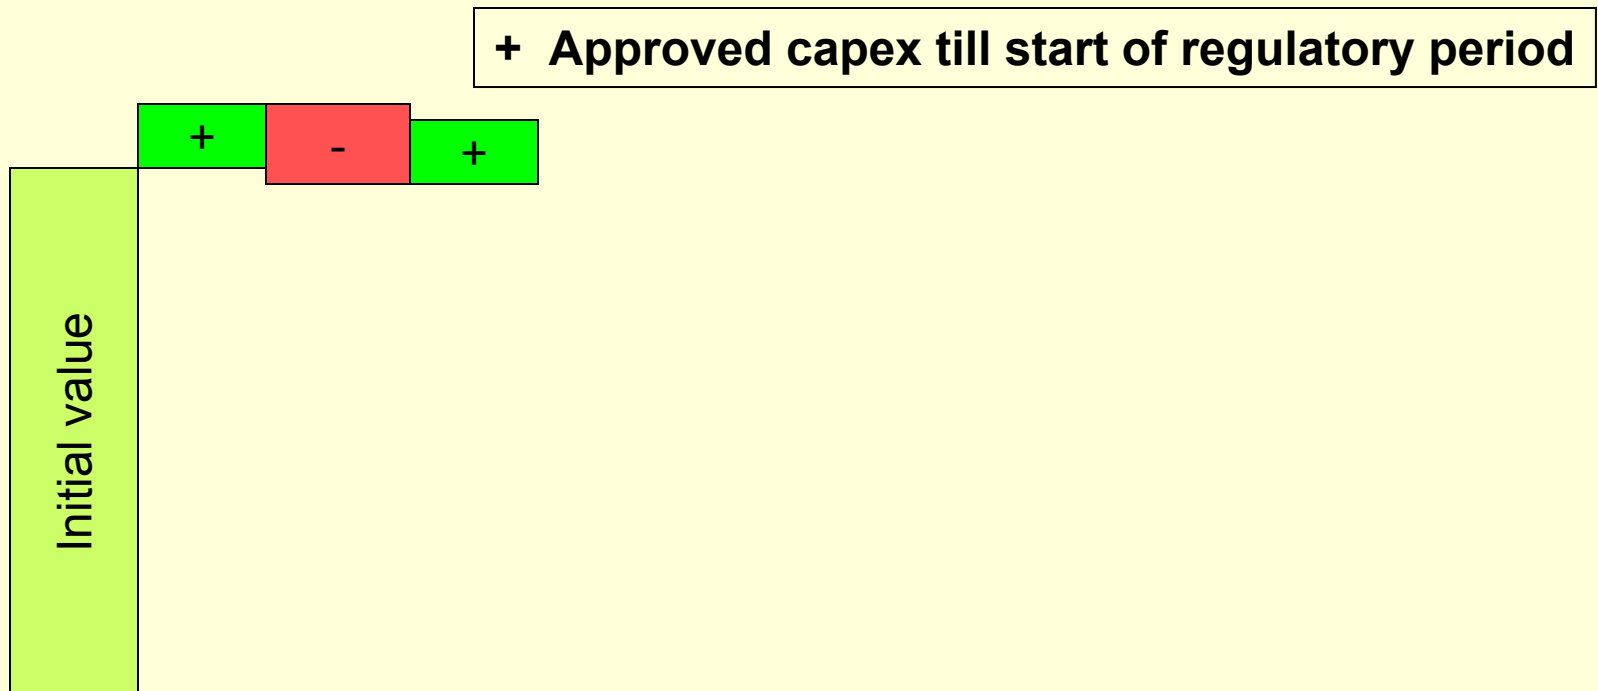 + Approved capex till start of regulatory period
+
-
+
Initial value